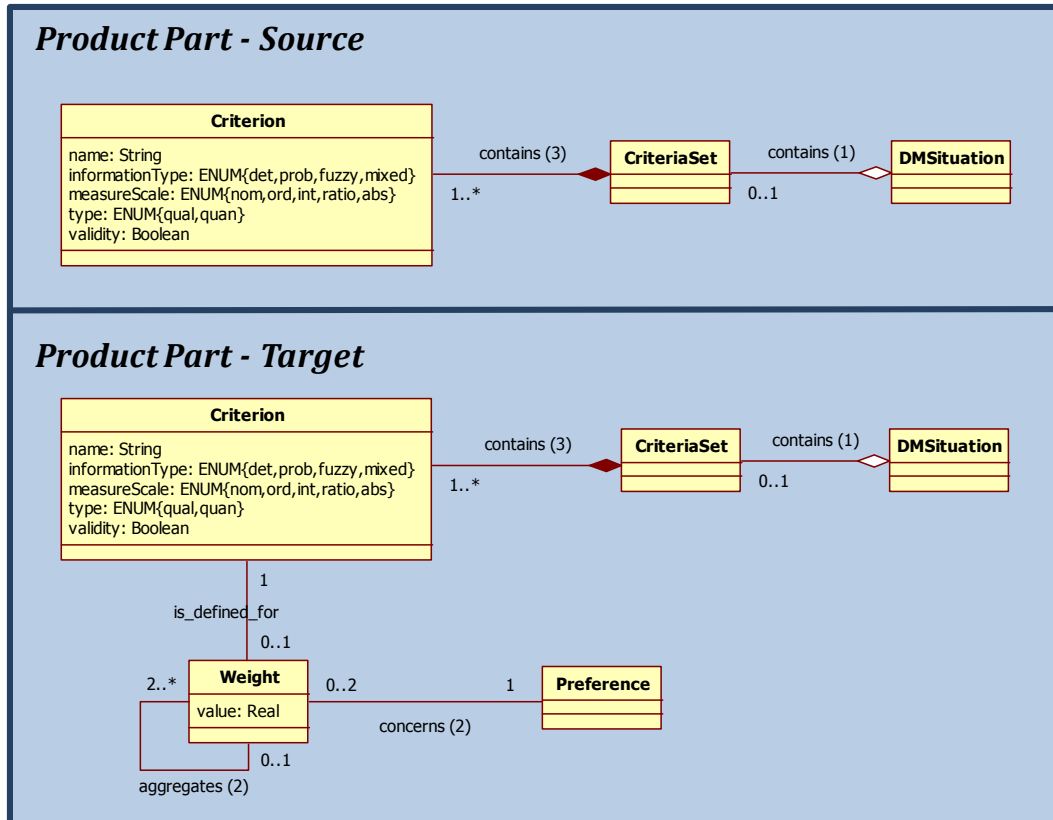 Product Part - Source
Criterion
name: String
informationType: ENUM{det,prob,fuzzy,mixed}
measureScale: ENUM{nom,ord,int,ratio,abs}
type: ENUM{qual,quan}
validity: Boolean
contains (3)
1..*
CriteriaSet
contains (1)
0..1
DMSituation
Product Part - Target
Criterion
name: String
informationType: ENUM{det,prob,fuzzy,mixed}
measureScale: ENUM{nom,ord,int,ratio,abs}
type: ENUM{qual,quan}
validity: Boolean
contains (3)
1..*
CriteriaSet
contains (1)
0..1
DMSituation
1
is_defined_for
0..1
2..*
Weight
value: Real
0..2
1
Preference
concerns (2)
0..1
aggregates (2)